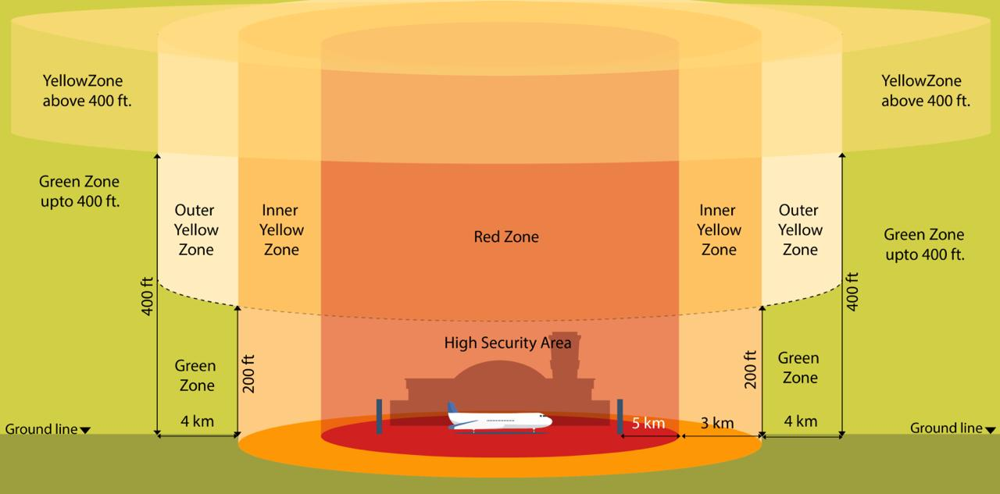 YellowZone
above 400 ft.
YellowZone
above 400 ft.
Green Zone
upto 400 ft.
Outer
Yellow
Zone
Inner
Yellow
Zone
Red Zone
Inner
Yellow
Zone
Outer
Yellow
Zone
Green Zone
upto 400 ft.
400 ft
400 ft
High Security Area
Green
Zone
200 ft
200 ft
Green
Zone
4 km
5 km
3 km
4 km
Ground line
Ground line